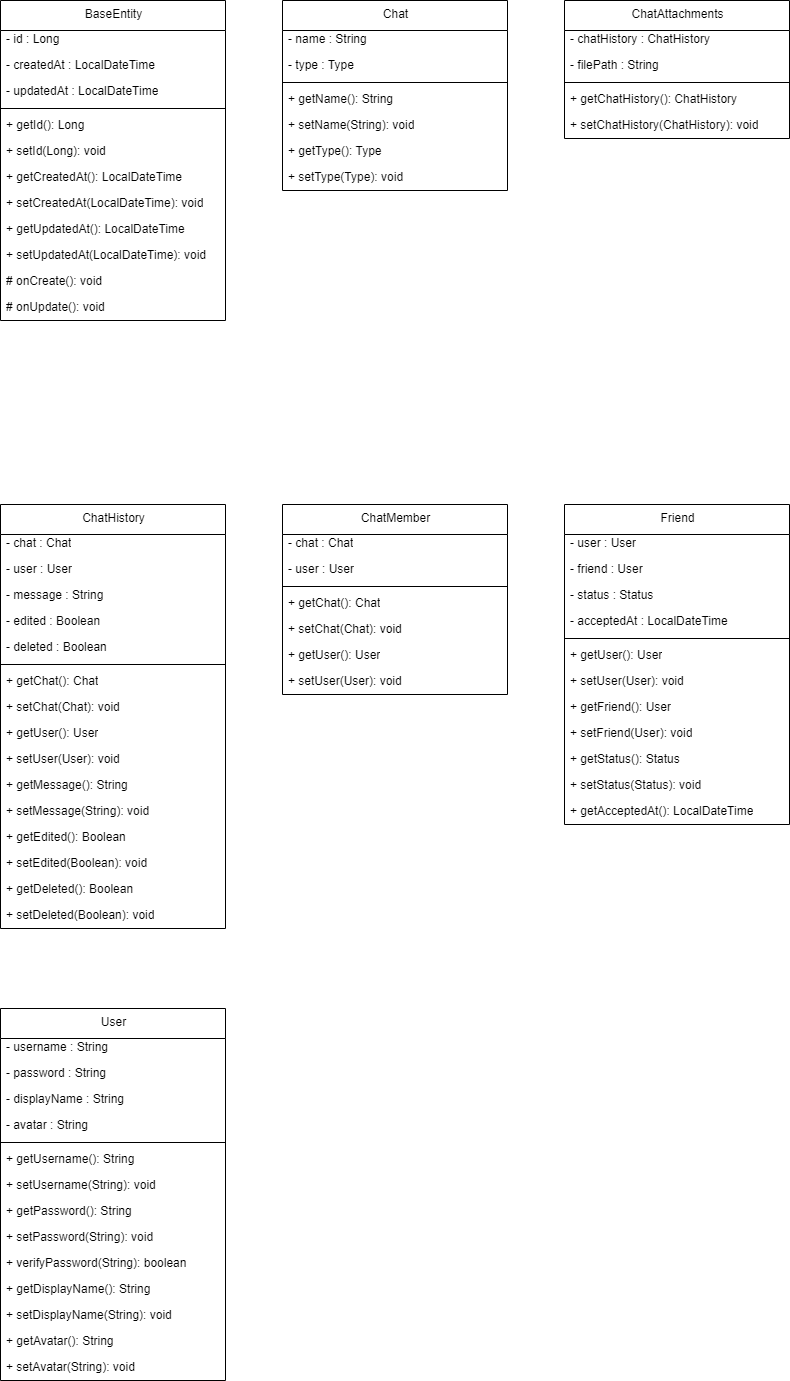 BaseEntity
- id : Long
- createdAt : LocalDateTime
- updatedAt : LocalDateTime
+ getId(): Long
+ setId(Long): void
+ getCreatedAt(): LocalDateTime
+ setCreatedAt(LocalDateTime): void
+ getUpdatedAt(): LocalDateTime
+ setUpdatedAt(LocalDateTime): void
# onCreate(): void
# onUpdate(): void
Chat
- name : String
- type : Type
+ getName(): String
+ setName(String): void
+ getType(): Type
+ setType(Type): void
ChatAttachments
- chatHistory : ChatHistory
- filePath : String
+ getChatHistory(): ChatHistory
+ setChatHistory(ChatHistory): void
ChatHistory
- chat : Chat
- user : User
- message : String
- edited : Boolean
- deleted : Boolean
+ getChat(): Chat
+ setChat(Chat): void
+ getUser(): User
+ setUser(User): void
+ getMessage(): String
+ setMessage(String): void
+ getEdited(): Boolean
+ setEdited(Boolean): void
+ getDeleted(): Boolean
+ setDeleted(Boolean): void
ChatMember
- chat : Chat
- user : User
+ getChat(): Chat
+ setChat(Chat): void
+ getUser(): User
+ setUser(User): void
Friend
- user : User
- friend : User
- status : Status
- acceptedAt : LocalDateTime
+ getUser(): User
+ setUser(User): void
+ getFriend(): User
+ setFriend(User): void
+ getStatus(): Status
+ setStatus(Status): void
+ getAcceptedAt(): LocalDateTime
User
- username : String
- password : String
- displayName : String
- avatar : String
+ getUsername(): String
+ setUsername(String): void
+ getPassword(): String
+ setPassword(String): void
+ verifyPassword(String): boolean
+ getDisplayName(): String
+ setDisplayName(String): void
+ getAvatar(): String
+ setAvatar(String): void